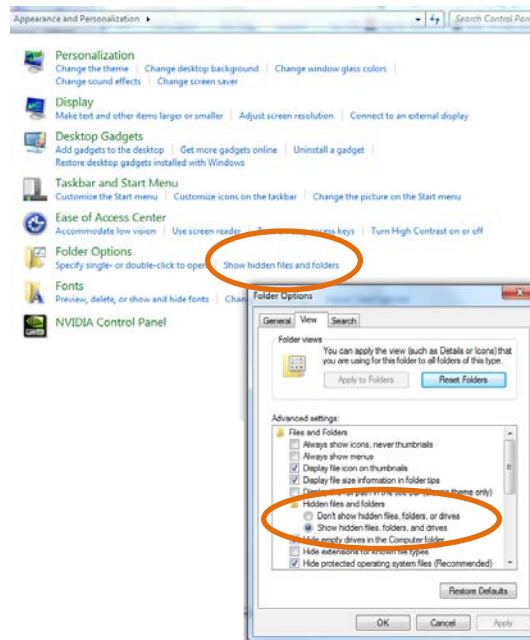 Appearance and Personalization
Search Control Pan
Personalization
Change the theme Change desktop background Change window glass colors
Change sound effects Change screen saver
Display
Make text and other items larger or smaller Adjust screen resolution Connect to an external display
Desktop Gadgets
Add gadgets to the desktop Get more gadgets online Uninstall a gadget
Restore desktop gadgets installed with Windows
Taskbar and Start Menu
Customize the Start menu Customize icons on the taskbar Change the picture on the Start menu
Ease of Access Center
Accommodate low vision Use screen reader access keys Turn High Contrast on or off
Folder Options
Specify single- or double-click to open Show hidden files and folders
Fonts
Preview, delete, or show and hide fonts
NVIDIA Control Panel
Folder Options
General View Search
Folder views
You can apply the view (such as Details or Icons) that
you are using for this folder to all folders of this type.
Apply to Folders Reset Folders
Advanced settings:
Files and Folders
Always show icons, never thumbnails
Always show menus
Display file icon on thumbnails
Display file size information in folder tips
theme only)
Hidden files and folders
Don't show hidden files, folders, or drives
Show hidden files, folders, and drives
Hide empty drives in the Computer folder
Hide extensions for known file types
Hide protected operating system files (Recommended)
Restore Defaults
OK Cancel Apply